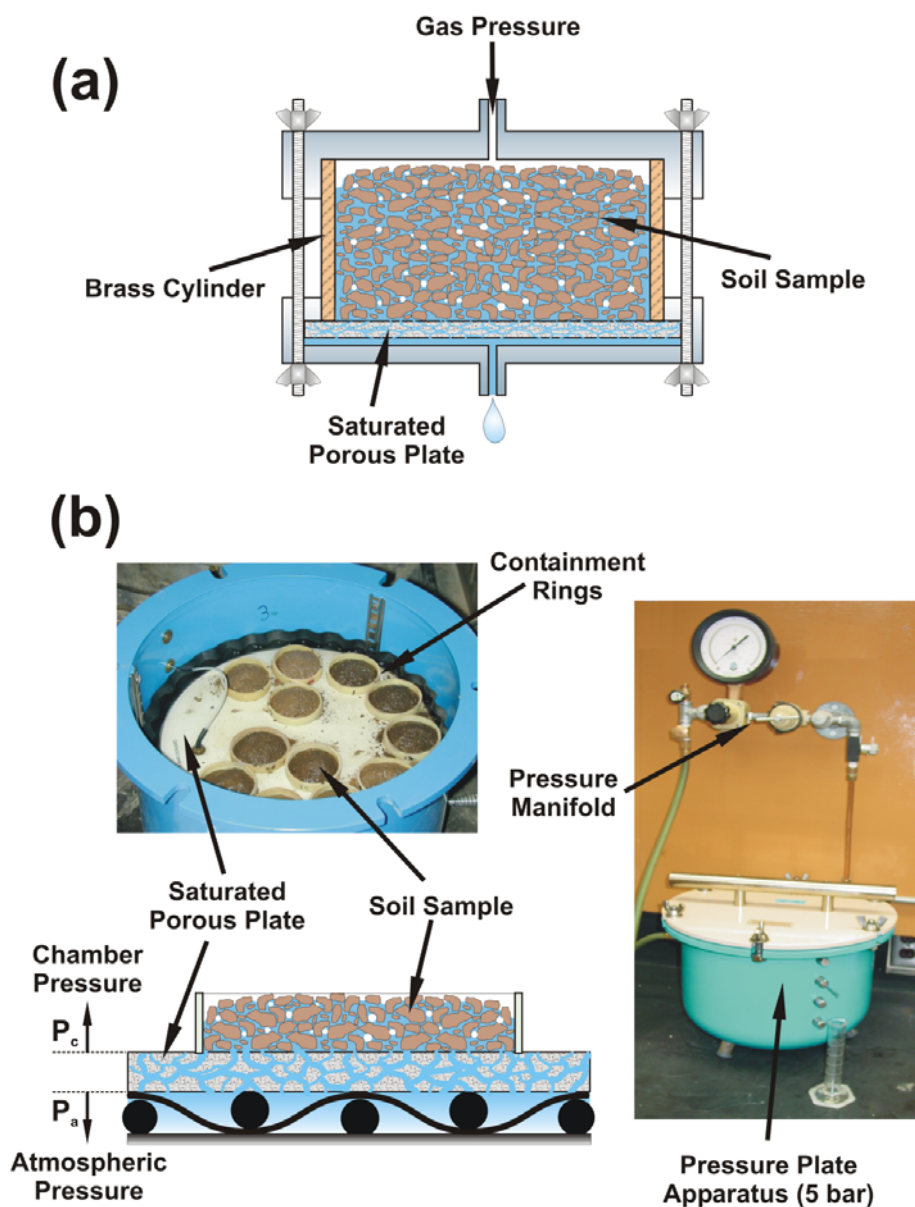 (a)
Gas Pressure
Brass Cylinder
Soil Sample
Saturated
Porous Plate
(b)
Containment
Rings
3-
Pressure
Manifold
Saturated
Porous Plate
Soil Sample
Chamber
Pressure
Pc
Pa
Atmospheric
Pressure
Pressure Plate
Apparatus (5 bar)